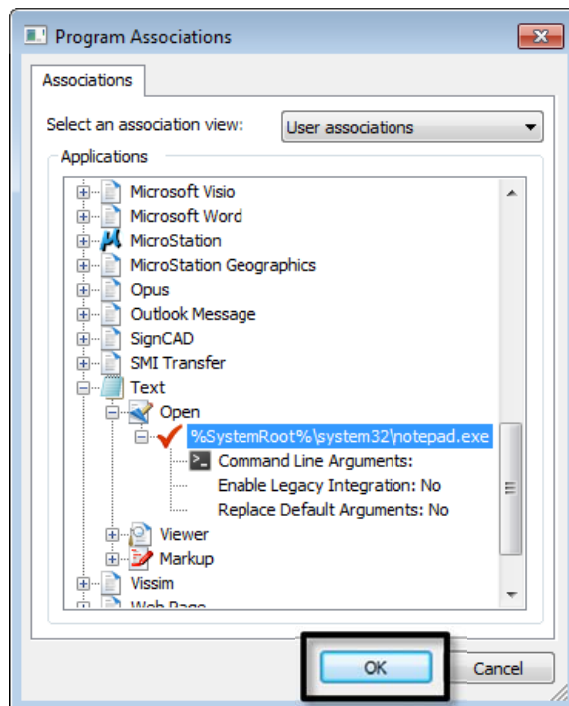 Program Associations
Associations
Select an association view:
User associations
Applications
Microsoft Visio
Microsoft Word
MicroStation
MicroStation Geographics
Opus
Outlook Message
SignCAD
SMI Transfer
Text
Open
%SystemRoot%\system32\notepad.exe
Command Line Arguments:
Enable Legacy Integration: No
Replace Default Arguments: No
Viewer
Markup
Vissim
Web Page
OK
Cancel